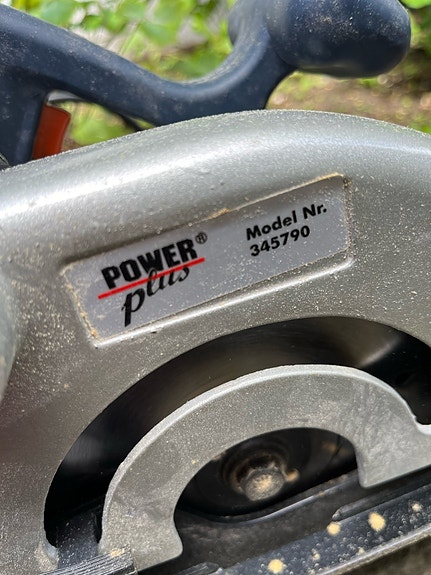 POWER®
plus
Model Nr.
345790